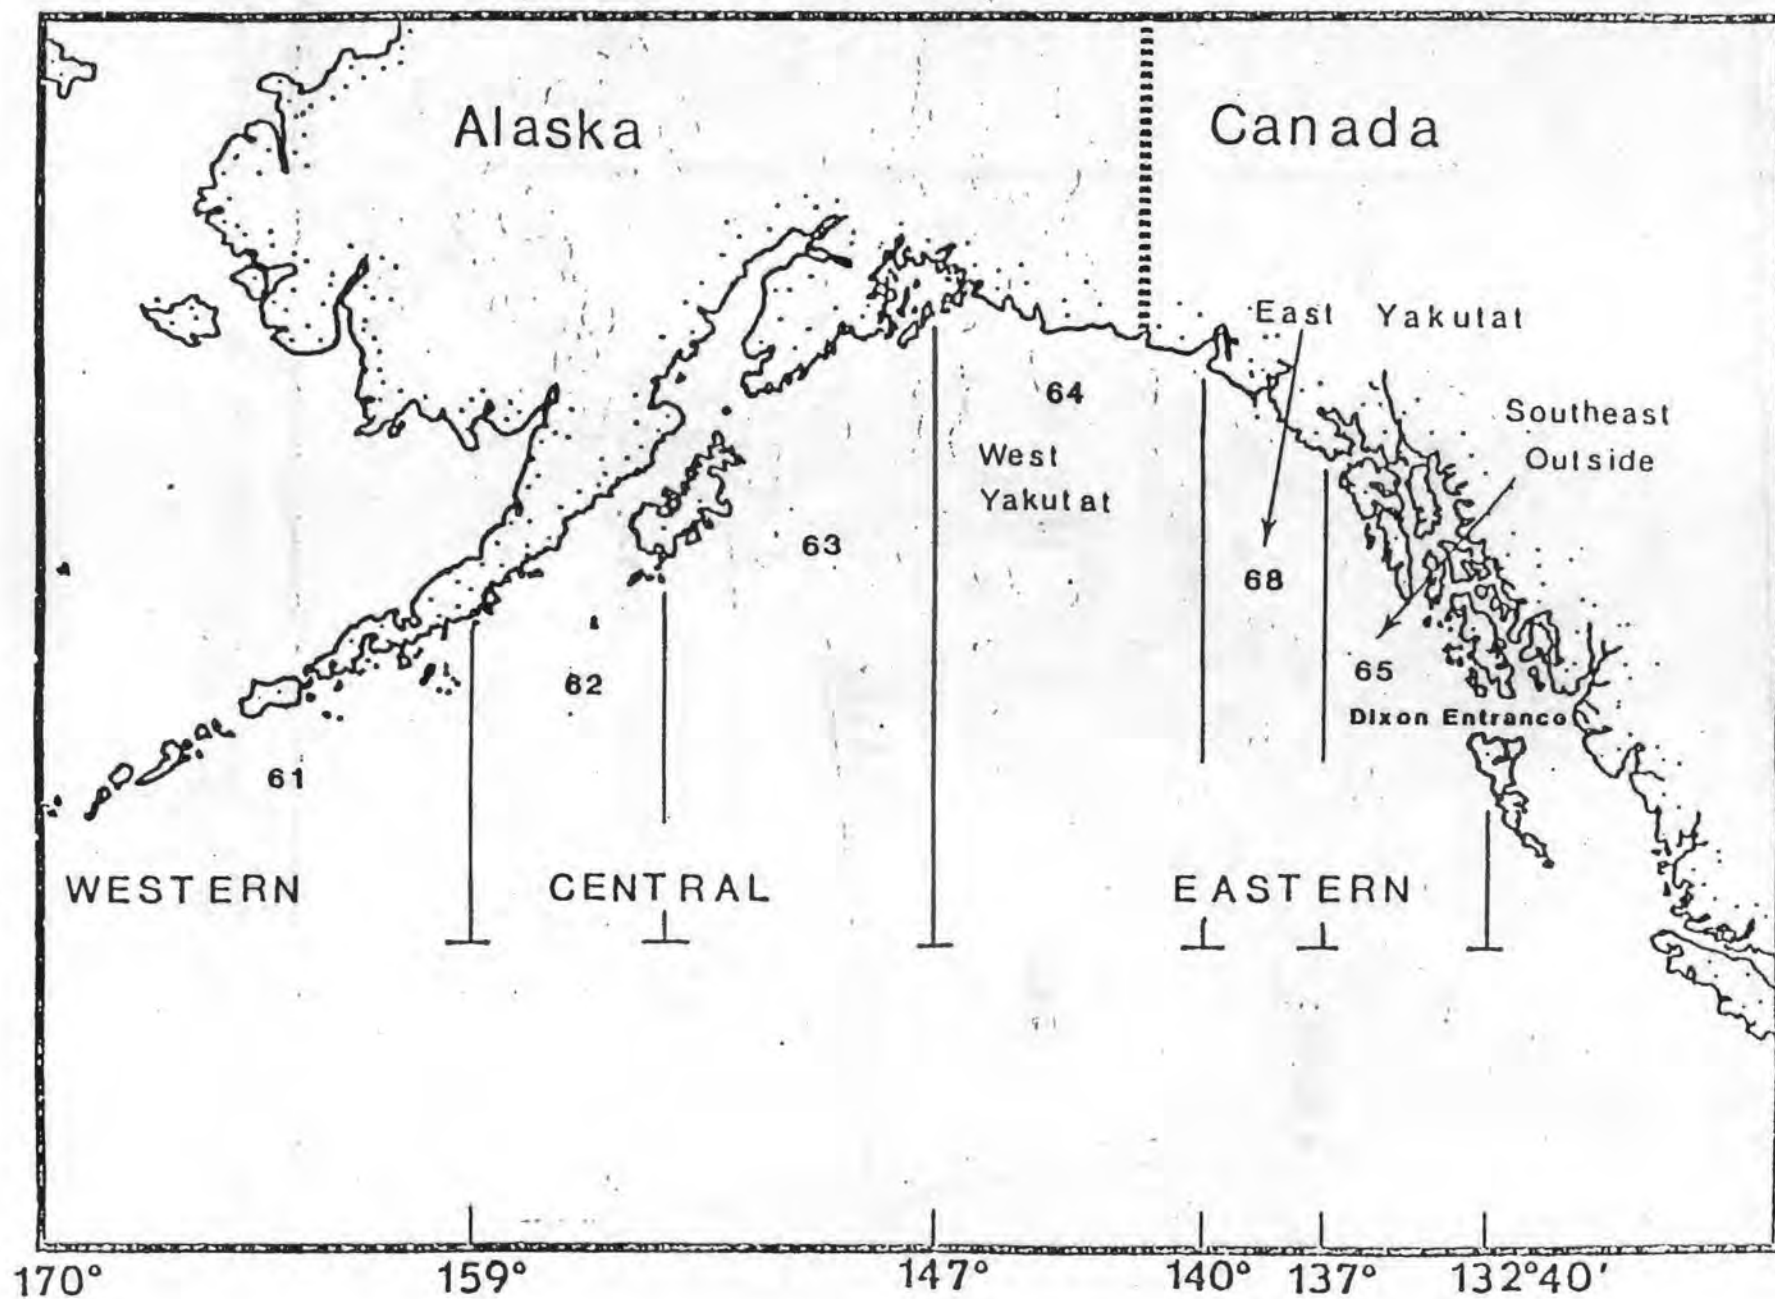 Alaska
Canada
East Yakutat
64
Southeast
Outside
West
Yakutat
63
68
62
65
Dixon Entrance
61
WESTERN
CENTRAL
EASTERN
170°
159°
147°
140°
137°
132°40'